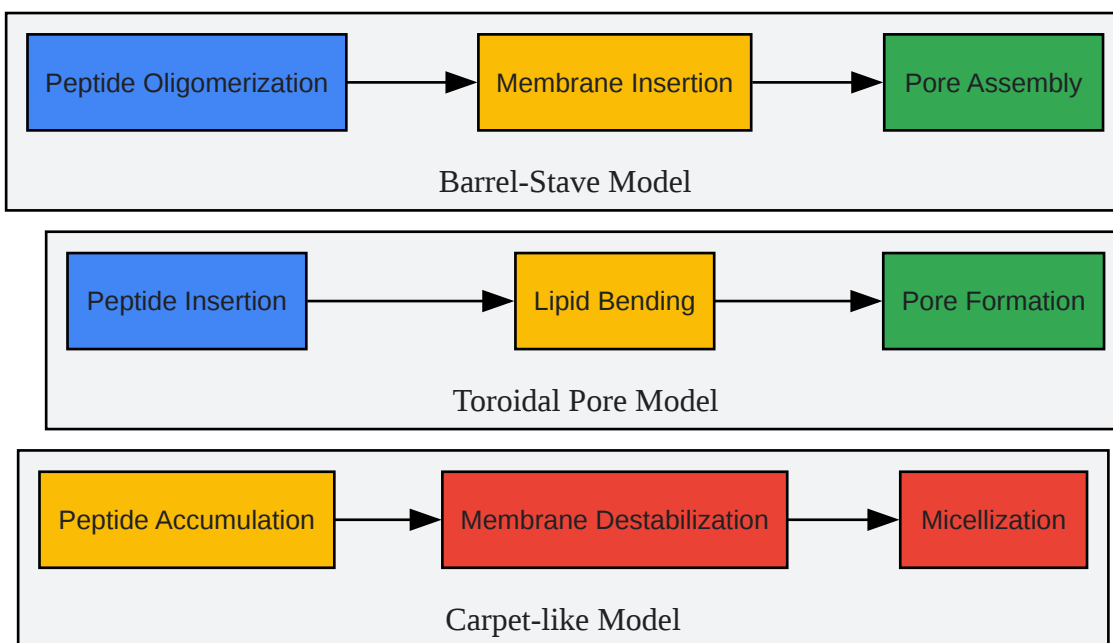 Peptide Oligomerization
Membrane Insertion
Pore Assembly
Barrel-Stave Model
Peptide Insertion
Lipid Bending
Pore Formation
Toroidal Pore Model
Peptide Accumulation
Membrane Destabilization
Micellization
Carpet-like Model